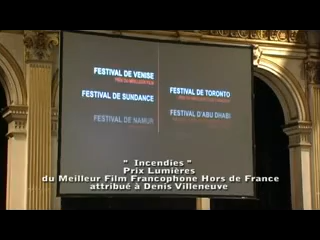 FESTIVAL DE VENISE
FESTIVAL DE SUNDANCE
FESTIVAL DE NAMUR
FESTIVAL DE TORONTO
FESTIVAL D'ABU DHABI
" Incendies "
Prix Lumières
du Meilleur Film Francophone Hors de France
attribué à Denis Villeneuve